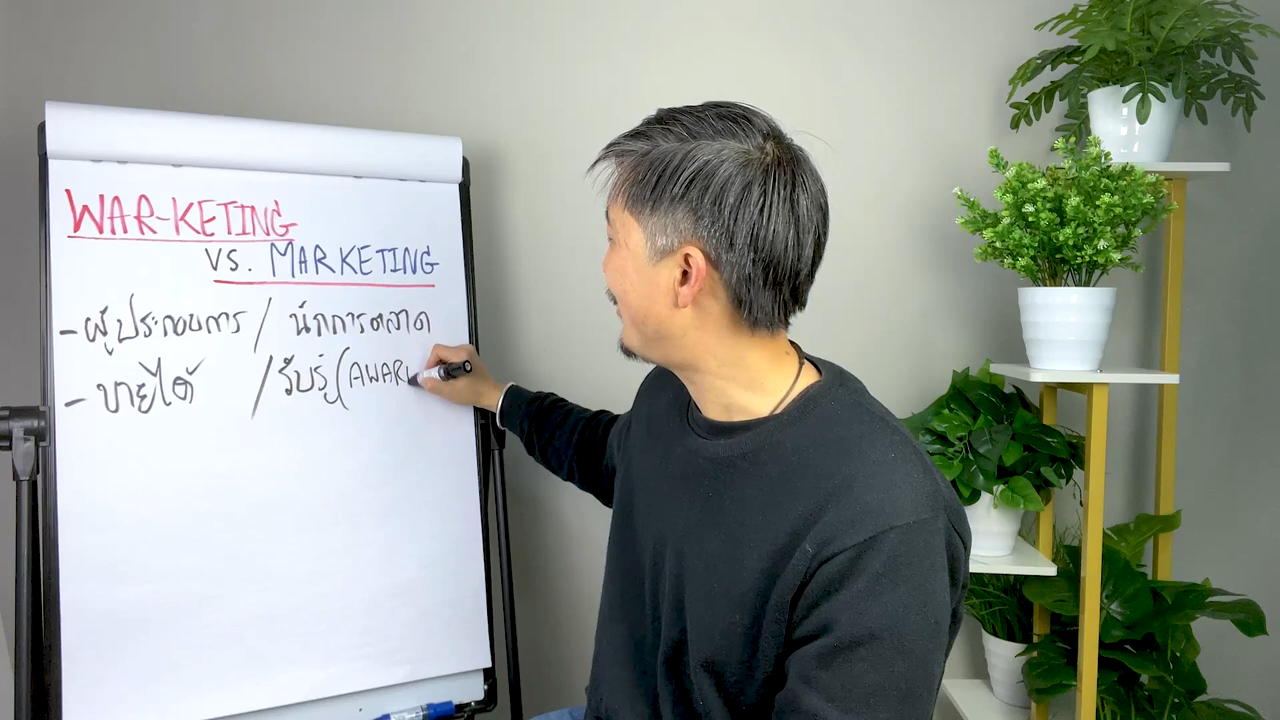 WAR-KETING
VS. MARKETING
- ผู้ประกอบการ / นักการตลาด
- ขายได้ / รับรู้ (AWAR